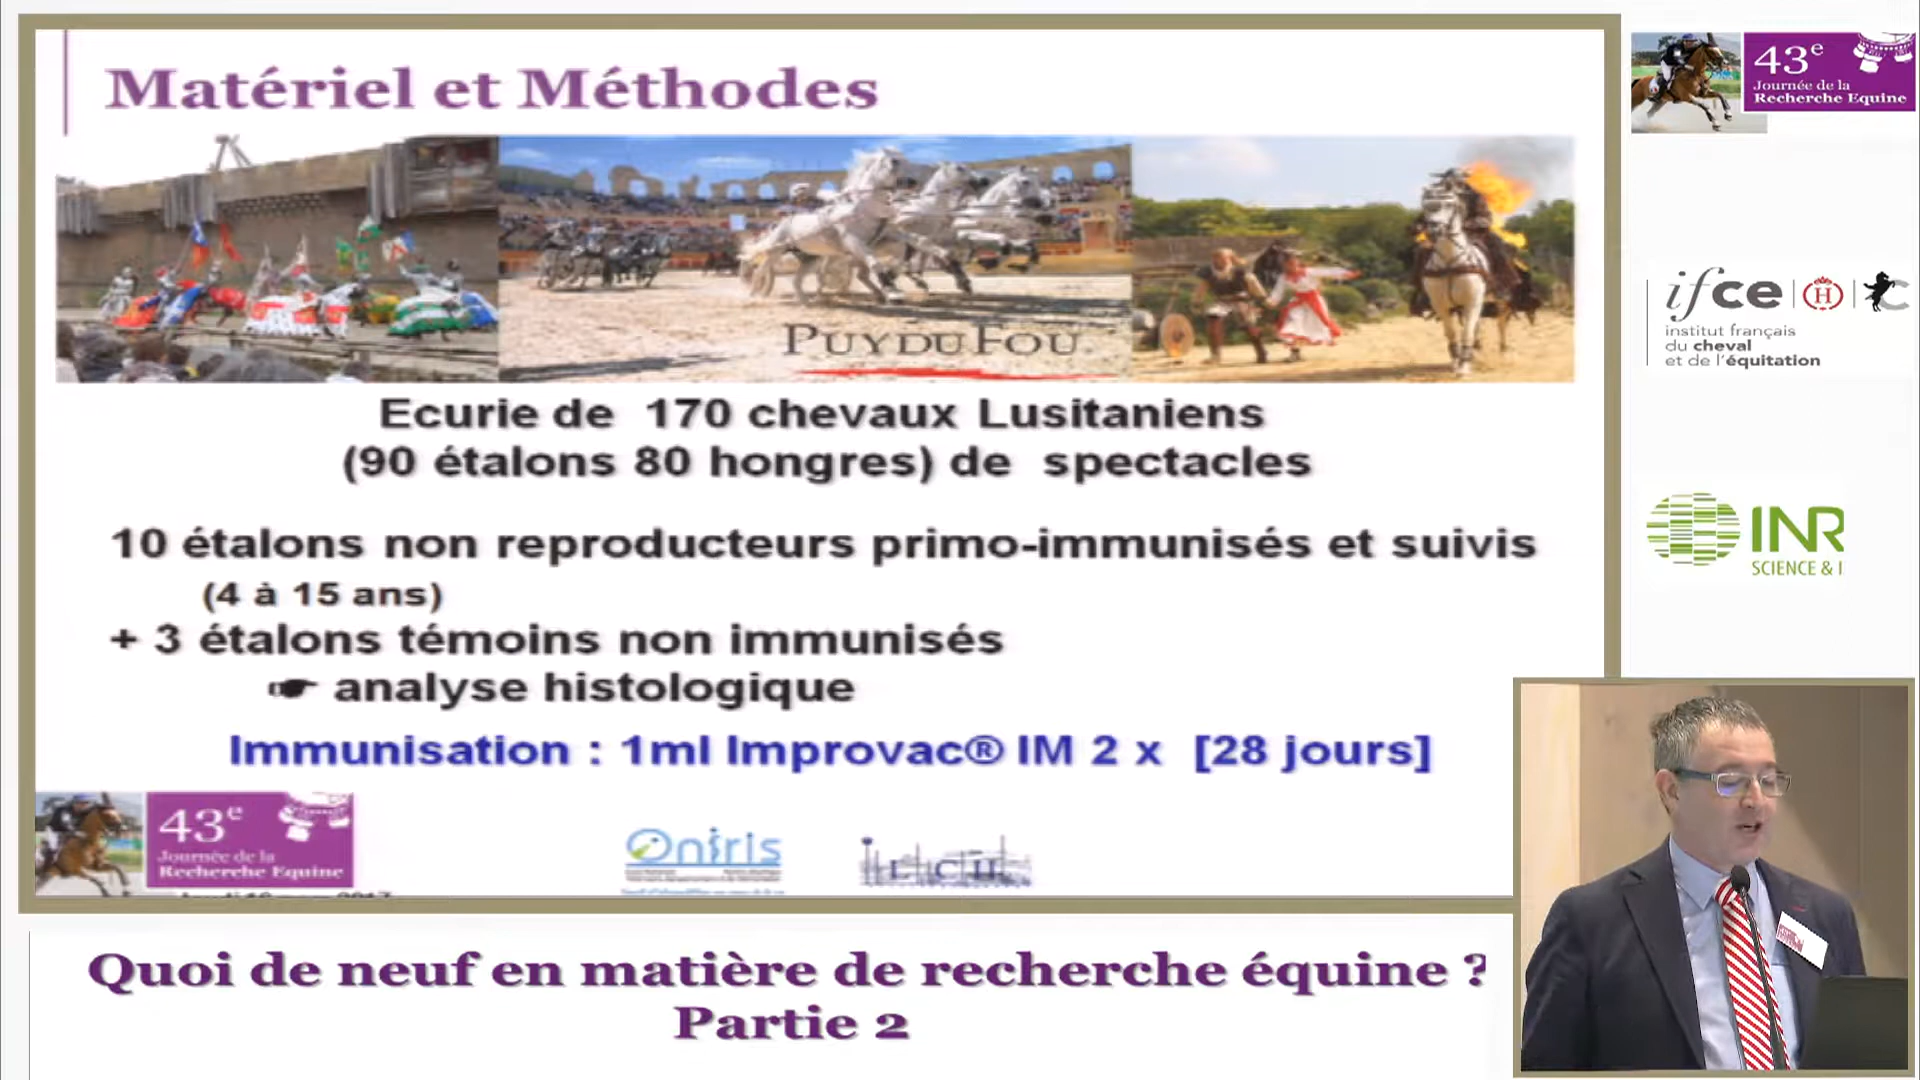 Matériel et Méthodes
PUY DU FOU
Ecurie de 170 chevaux Lusitaniens
(90 étalons 80 hongres) de spectacles
10 étalons non reproducteurs primo-immunisés et suivis
(4 à 15 ans)
+ 3 étalons témoins non immunisés
☛ analyse histologique
Immunisation : 1ml Improvac® IM 2 x [28 jours]
43e
Journée de la
Recherche Equine
Oniris
Quoi de neuf en matière de recherche équine ?
Partie 2
43e
Journée de la
Recherche Equine
ifce
institut français
du cheval
et de l'équitation
INR
SCIENCE & I